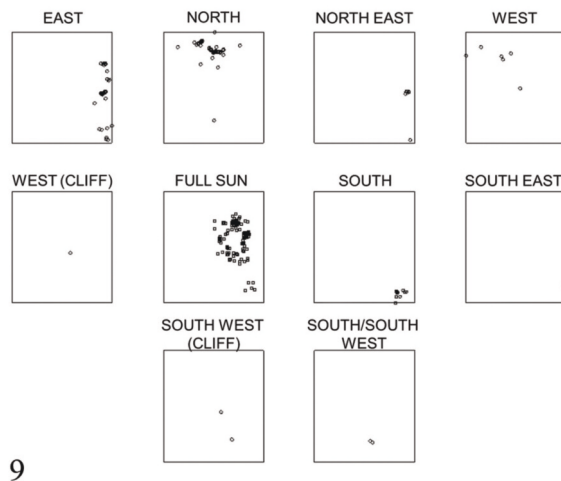 EAST
NORTH
NORTH EAST
WEST
WEST (CLIFF)
FULL SUN
SOUTH
SOUTH EAST
SOUTH WEST
(CLIFF)
SOUTH/SOUTH
WEST
9